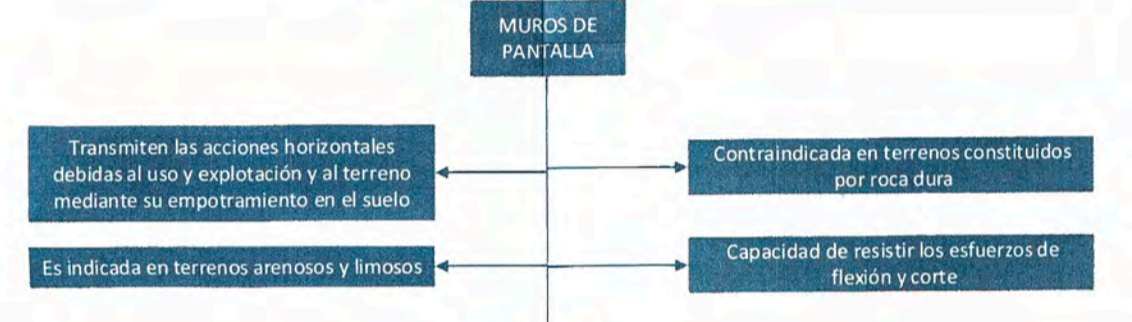 MUROS DE
PANTALLA
Transmiten las acciones horizontales
debidas al uso y explotación y al terreno
mediante su empotramiento en el suelo
Contraindicada en terrenos constituidos
por roca dura
Es indicada en terrenos arenosos y limosos
Capacidad de resistir los esfuerzos de
flexión y corte